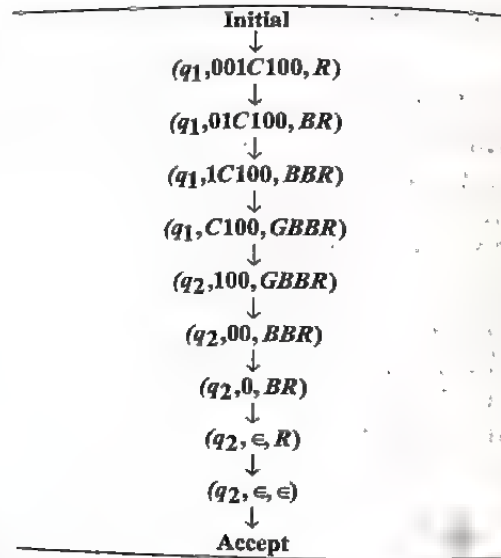 Initial
↓
(q1,001C100, R)
↓
(q1,01C100, BR)
↓
(q1,1C100, BBR)
↓
(q1, C100, GBBR)
↓
(q2,100, GBBR)
↓
(q2,00, BBR)
↓
(q2,0, BR)
↓
(q2, ∈, R)
↓
(q2, ∈, ∈)
↓
Accept